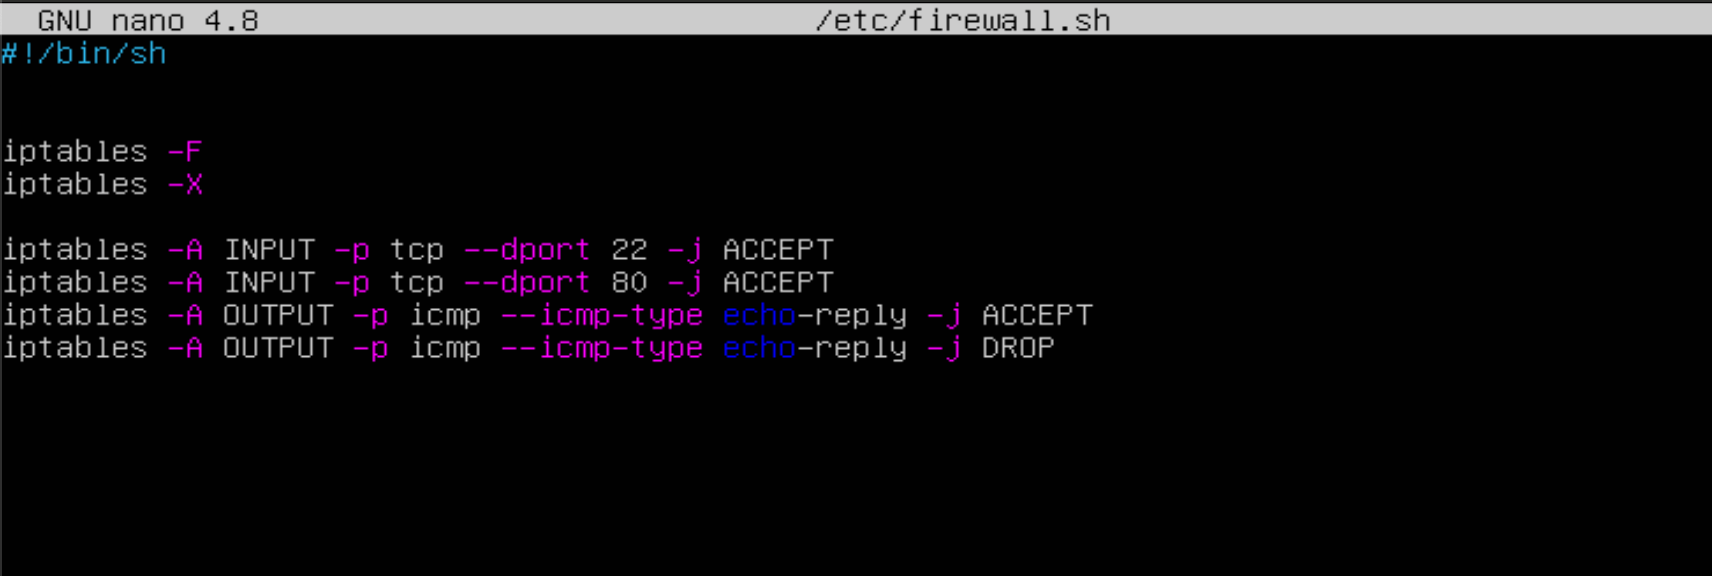 GNU nano 4.8 /etc/firewall.sh
#!/bin/sh
iptables -F
iptables -X
iptables -A INPUT -p tcp --dport 22 -j ACCEPT
iptables -A INPUT -p tcp --dport 80 -j ACCEPT
iptables -A OUTPUT -p icmp --icmp-type echo-reply -j ACCEPT
iptables -A OUTPUT -p icmp --icmp-type echo-reply -j DROP